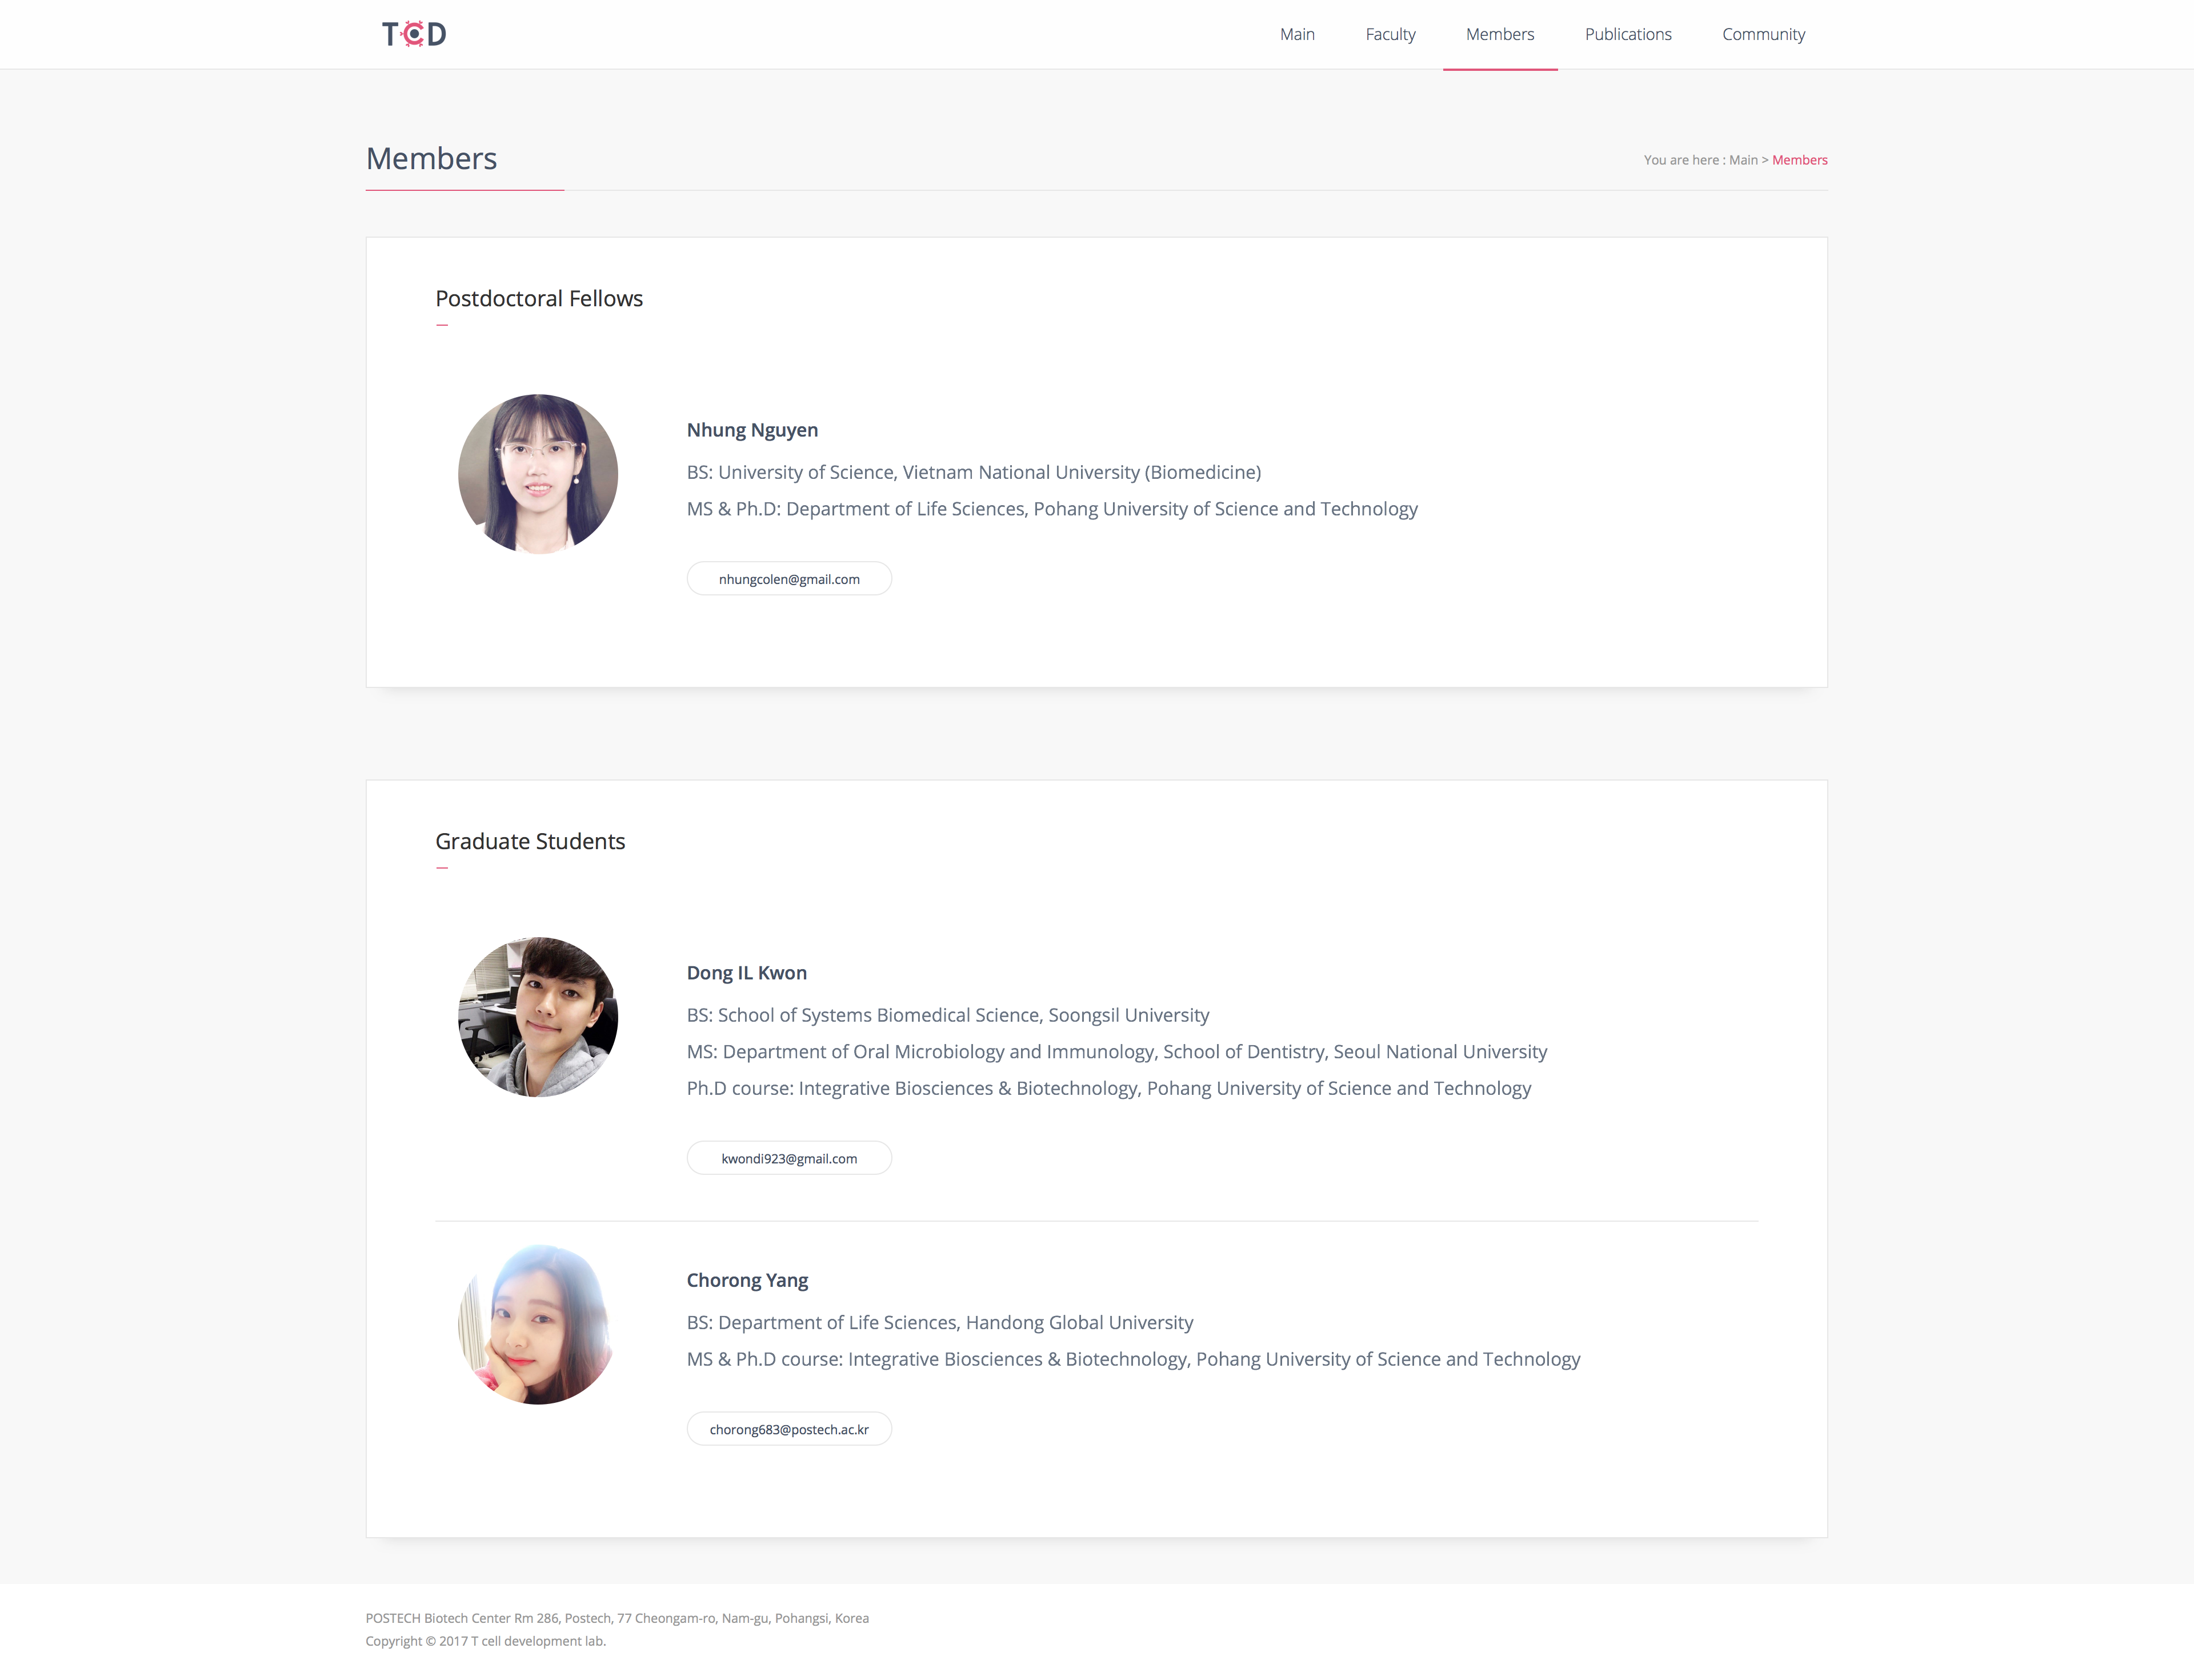 TCD
Main Faculty Members Publications Community
Members
You are here : Main > Members
Postdoctoral Fellows
Nhung Nguyen
BS: University of Science, Vietnam National University (Biomedicine)
MS & Ph.D: Department of Life Sciences, Pohang University of Science and Technology
nhungcolen@gmail.com
Graduate Students
Dong IL Kwon
BS: School of Systems Biomedical Science, Soongsil University
MS: Department of Oral Microbiology and Immunology, School of Dentistry, Seoul National University
Ph.D course: Integrative Biosciences & Biotechnology, Pohang University of Science and Technology
kwondi923@gmail.com
Chorong Yang
BS: Department of Life Sciences, Handong Global University
MS & Ph.D course: Integrative Biosciences & Biotechnology, Pohang University of Science and Technology
chorong683@postech.ac.kr
POSTECH Biotech Center Rm 286, Postech, 77 Cheongam-ro, Nam-gu, Pohangsi, Korea
Copyright © 2017 T cell development lab.